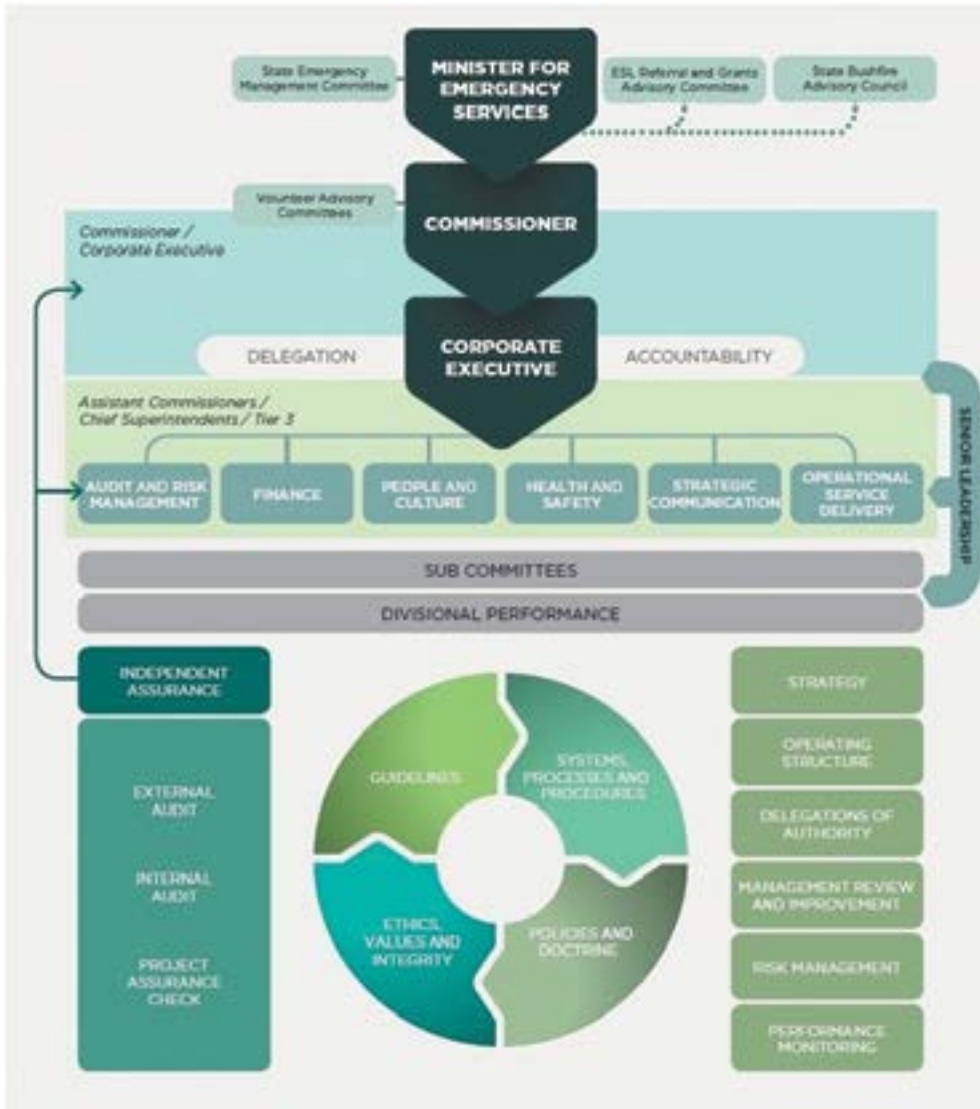 State Emergency
Management Committee
MINISTER FOR
EMERGENCY
SERVICES
ESL Referral and Grants
Advisory Committee
State Bushfire
Advisory Council
Volunteer Advisory
Committees
COMMISSIONER
Commissioner /
Corporate Executive
DELEGATION
CORPORATE
EXECUTIVE
ACCOUNTABILITY
Assistant Commissioners /
Chief Superintendents / Tier 3
AUDIT AND RISK
MANAGEMENT
FINANCE
PEOPLE AND
CULTURE
HEALTH AND
SAFETY
STRATEGIC
COMMUNICATION
OPERATIONAL
SERVICE
DELIVERY
SENIOR LEADERSHIP
SUB COMMITTEES
DIVISIONAL PERFORMANCE
INDEPENDENT
ASSURANCE
EXTERNAL
AUDIT
INTERNAL
AUDIT
PROJECT
ASSURANCE
CHECK
GUIDELINES
SYSTEMS,
PROCESSES AND
PROCEDURES
ETHICS,
VALUES AND
INTEGRITY
POLICIES AND
DOCTRINE
STRATEGY
OPERATING
STRUCTURE
DELEGATIONS OF
AUTHORITY
MANAGEMENT REVIEW
AND IMPROVEMENT
RISK MANAGEMENT
PERFORMANCE
MONITORING